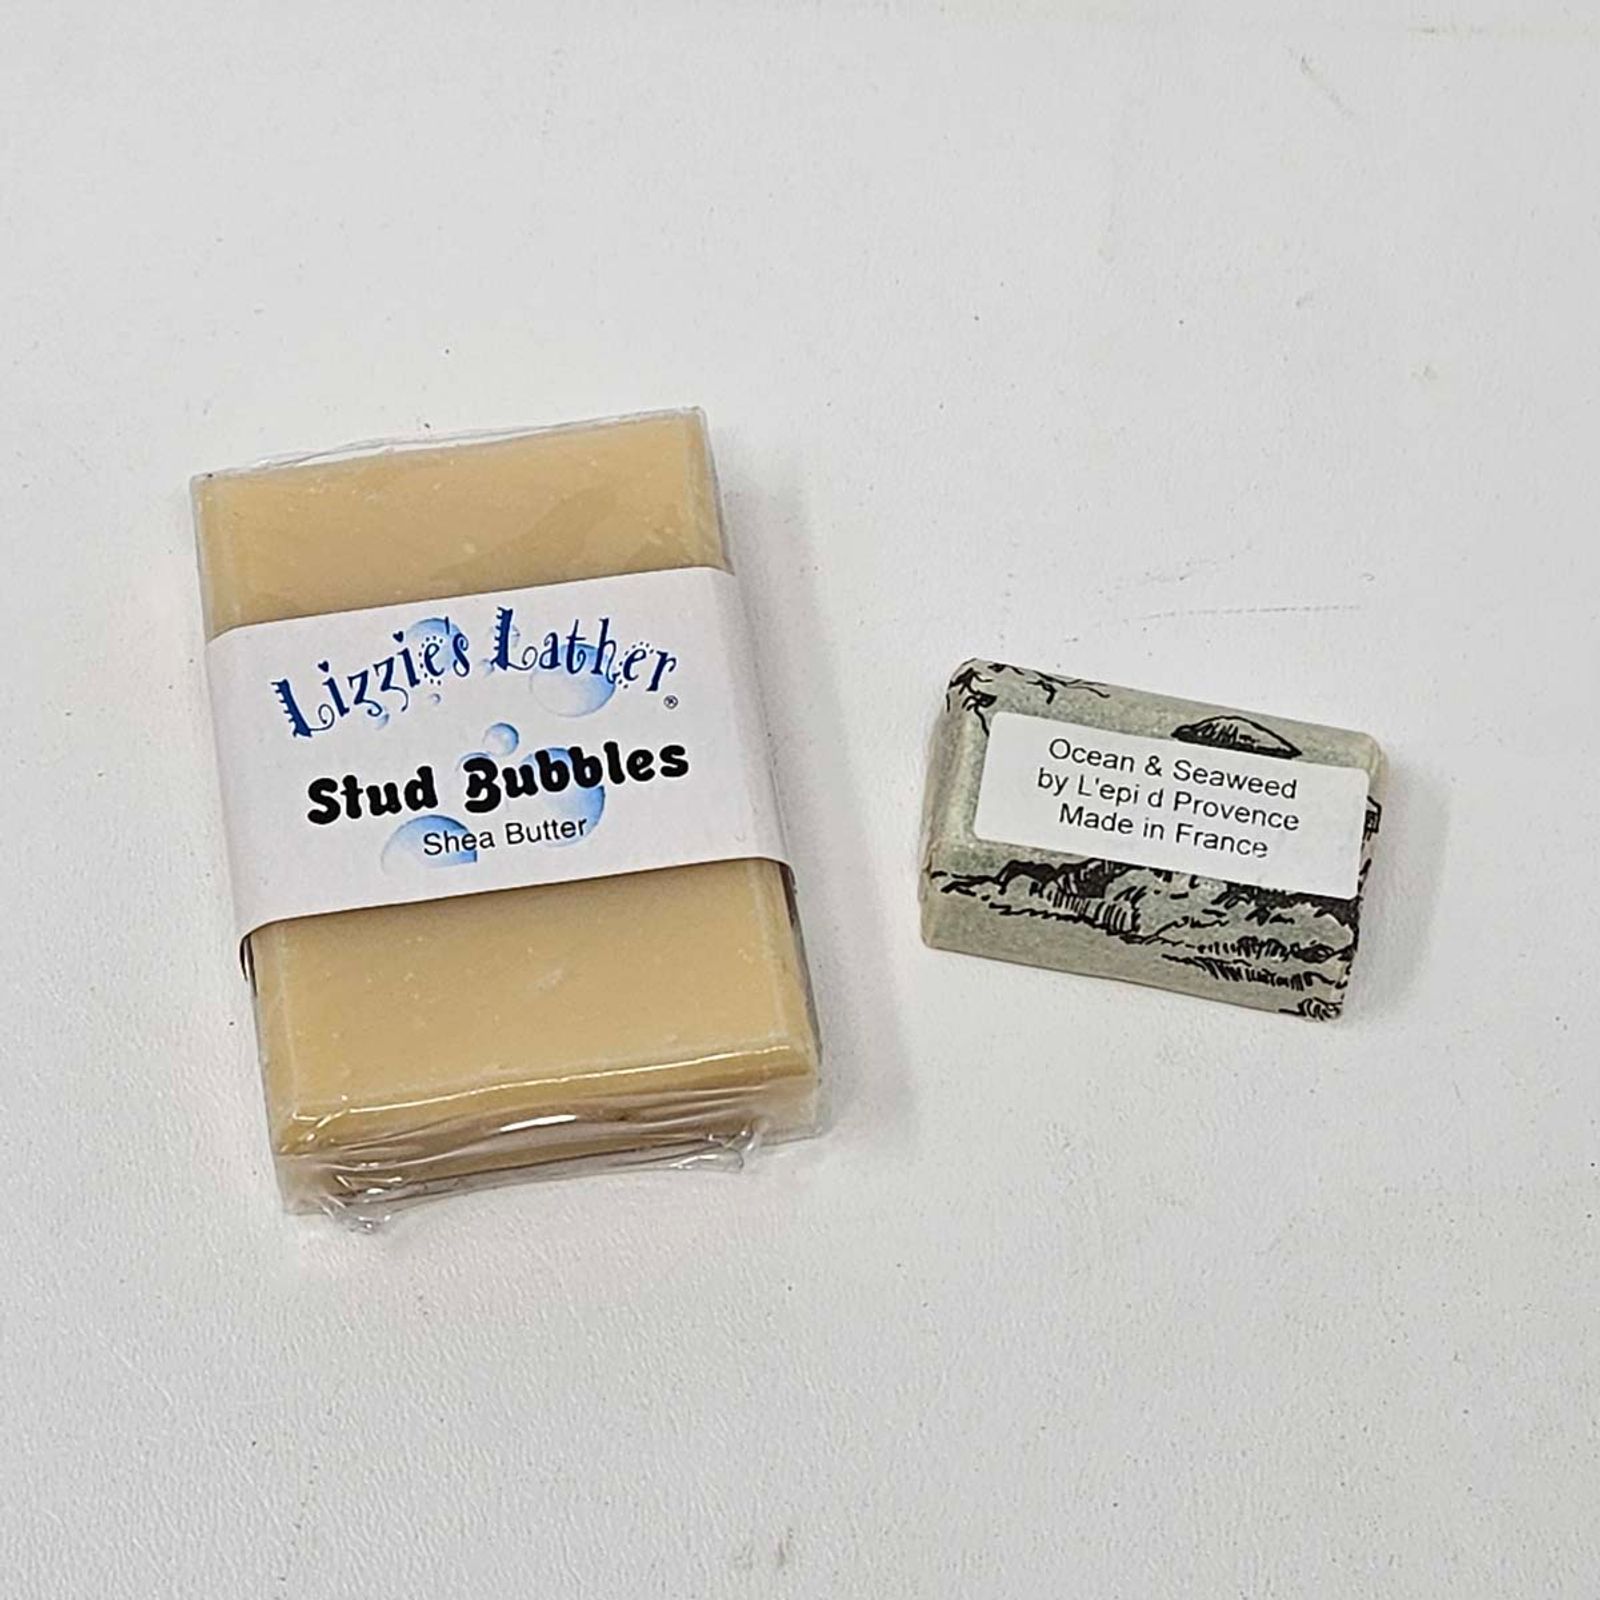 Lizzie's Lather®
Stud Bubbles
Shea Butter
Ocean & Seaweed
by L'epi d Provence
Made in France